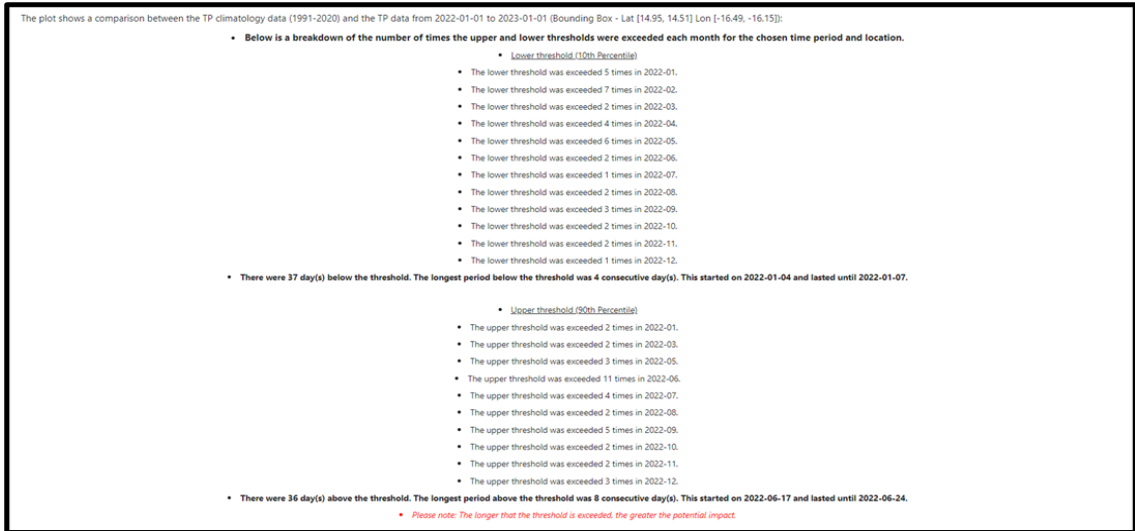 The plot shows a comparison between the TP climatology data (1991-2020) and the TP data from 2022-01-01 to 2023-01-01 (Bounding Box - Lat [14.95, 14.51] Lon [-16.49, -16.15]):
• Below is a breakdown of the number of times the upper and lower thresholds were exceeded each month for the chosen time period and location.
• Lower threshold (10th Percentile)
• The lower threshold was exceeded 5 times in 2022-01.
• The lower threshold was exceeded 7 times in 2022-02.
• The lower threshold was exceeded 2 times in 2022-03.
• The lower threshold was exceeded 4 times in 2022-04.
• The lower threshold was exceeded 6 times in 2022-05.
• The lower threshold was exceeded 2 times in 2022-06.
• The lower threshold was exceeded 1 times in 2022-07.
• The lower threshold was exceeded 2 times in 2022-08.
• The lower threshold was exceeded 3 times in 2022-09.
• The lower threshold was exceeded 2 times in 2022-10.
• The lower threshold was exceeded 2 times in 2022-11.
• The lower threshold was exceeded 1 times in 2022-12.
• There were 37 day(s) below the threshold. The longest period below the threshold was 4 consecutive day(s). This started on 2022-01-04 and lasted until 2022-01-07.
• Upper threshold (90th Percentile)
• The upper threshold was exceeded 2 times in 2022-01.
• The upper threshold was exceeded 2 times in 2022-03.
• The upper threshold was exceeded 3 times in 2022-05.
• The upper threshold was exceeded 11 times in 2022-06.
• The upper threshold was exceeded 4 times in 2022-07.
• The upper threshold was exceeded 2 times in 2022-08.
• The upper threshold was exceeded 5 times in 2022-09.
• The upper threshold was exceeded 2 times in 2022-10.
• The upper threshold was exceeded 2 times in 2022-11.
• The upper threshold was exceeded 3 times in 2022-12.
• There were 36 day(s) above the threshold. The longest period above the threshold was 8 consecutive day(s). This started on 2022-06-17 and lasted until 2022-06-24.
• Please note: The longer that the threshold is exceeded, the greater the potential impact.